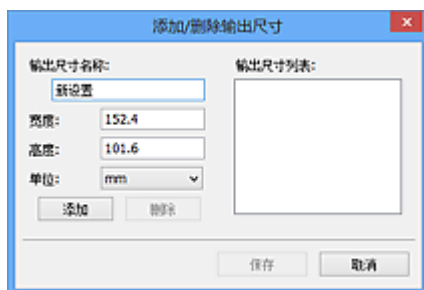 添加/删除输出尺寸
输出尺寸名称:
新设置
宽度: 152.4
高度: 101.6
单位: mm
添加 删除
输出尺寸列表:
保存 取消